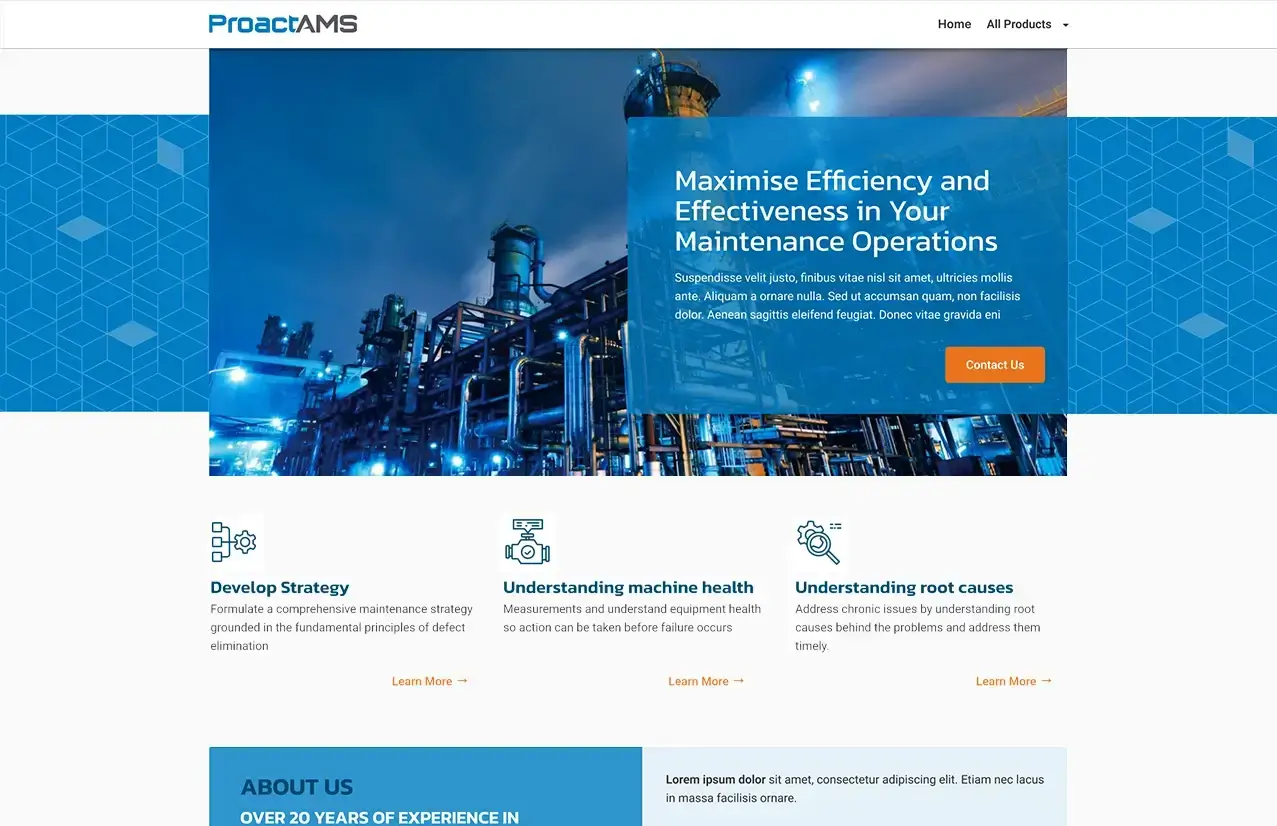 ProactAMS
Home All Products
Maximise Efficiency and
Effectiveness in Your
Maintenance Operations
Suspendisse velit justo, finibus vitae nisl sit amet, ultricies mollis
ante. Aliquam a ornare nulla. Sed ut accumsan quam, non facilisis
dolor. Aenean sagittis eleifend feugiat. Donec vitae gravida eni
Contact Us
Develop Strategy
Formulate a comprehensive maintenance strategy
grounded in the fundamental principles of defect
elimination
Learn More →
Understanding machine health
Measurements and understand equipment health
so action can be taken before failure occurs
Learn More →
Understanding root causes
Address chronic issues by understanding root
causes behind the problems and address them
timely.
Learn More →
ABOUT US
OVER 20 YEARS OF EXPERIENCE IN
Lorem ipsum dolor sit amet, consectetur adipiscing elit. Etiam nec lacus
in massa facilisis ornare.